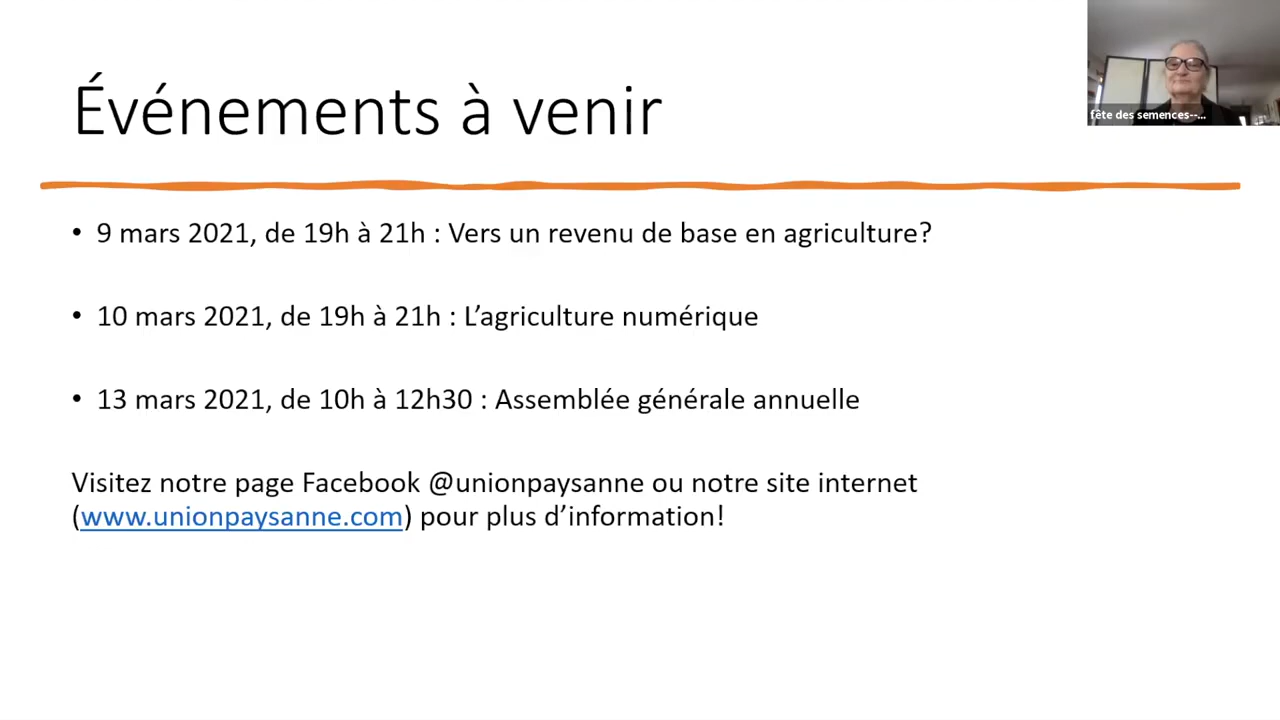 Événements à venir
fête des semences--...
• 9 mars 2021, de 19h à 21h : Vers un revenu de base en agriculture?
• 10 mars 2021, de 19h à 21h : L’agriculture numérique
• 13 mars 2021, de 10h à 12h30 : Assemblée générale annuelle
Visitez notre page Facebook @unionpaysanne ou notre site internet
(www.unionpaysanne.com) pour plus d’information!